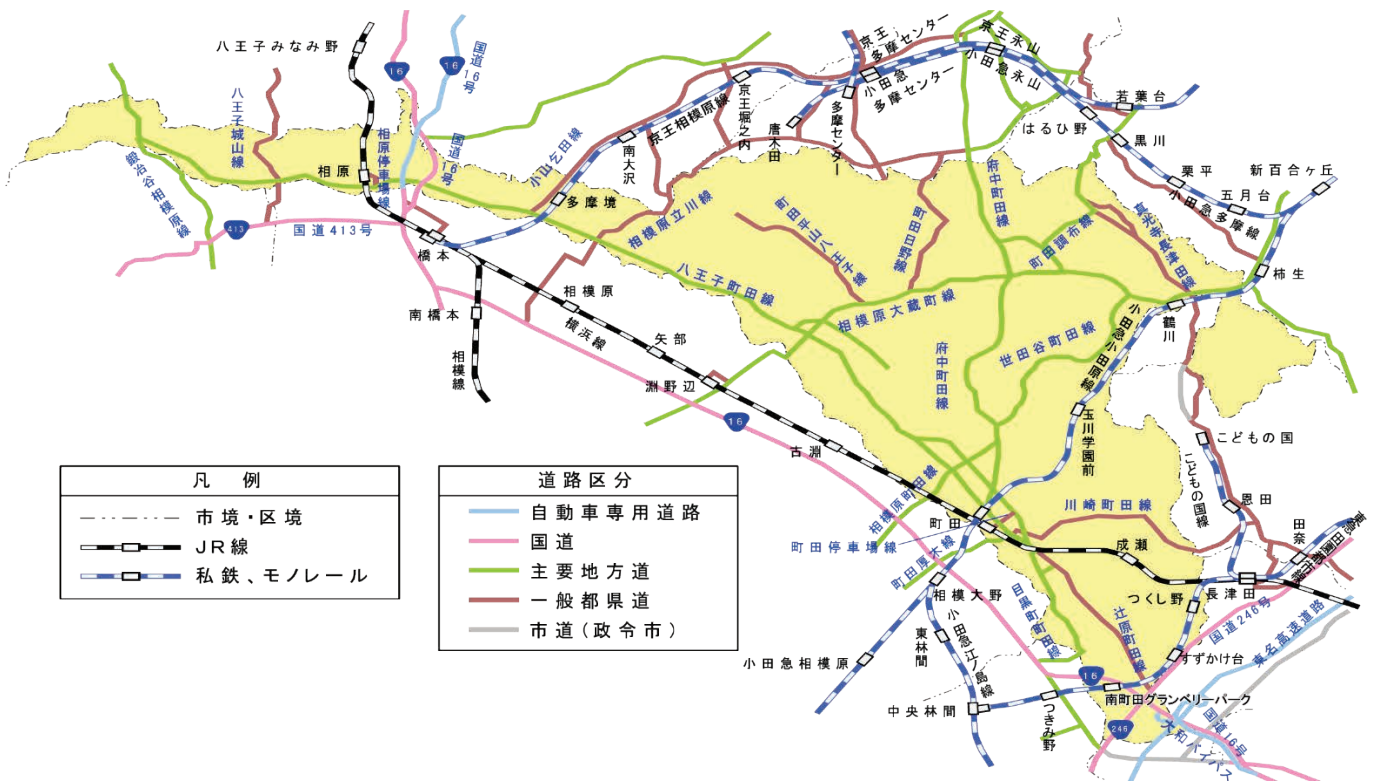 八王子みなみ野
16
国道16号
16
国道16号
八王子城山線
鍛冶谷相模原線
相原
相原停車場線
413
国道413号
橋本
南橋本
相模線
相模原
横浜線
矢部
淵野辺
16
古淵
多摩境
小山乞田線
南大沢
京王相模原線
京王堀之内
唐木田
多摩センター
京王
多摩センター
小田急
多摩センター
京王永山
小田急永山
若葉台
はるひ野
黒川
栗平
新百合ヶ丘
五月台
小田急多摩線
柿生
相模原立川線
町田平山八王子線
町田日野線
府中町田線
町田調布線
真光寺長津田線
八王子町田線
相模原大蔵町線
鶴川
小田急小田原線
世田谷町田線
府中町田線
玉川学園前
こどもの国
こどもの国線
恩田
田奈
東急田園都市線
川崎町田線
相模原町田線
町田
町田停車場線
成瀬
町田厚木線
相模大野
長津田
つくし野
国道246号
東名高速道路
目黒町町田線
辻原町田線
東林間
小田急江ノ島線
小田急相模原
すずかけ台
16
南町田グランベリーパーク
中央林間
つきみ野
246
国道16号
大和バイパス
凡 例
市境・区境
JR線
私鉄、モノレール
道路区分
自動車専用道路
国道
主要地方道
一般都県道
市道(政令市)